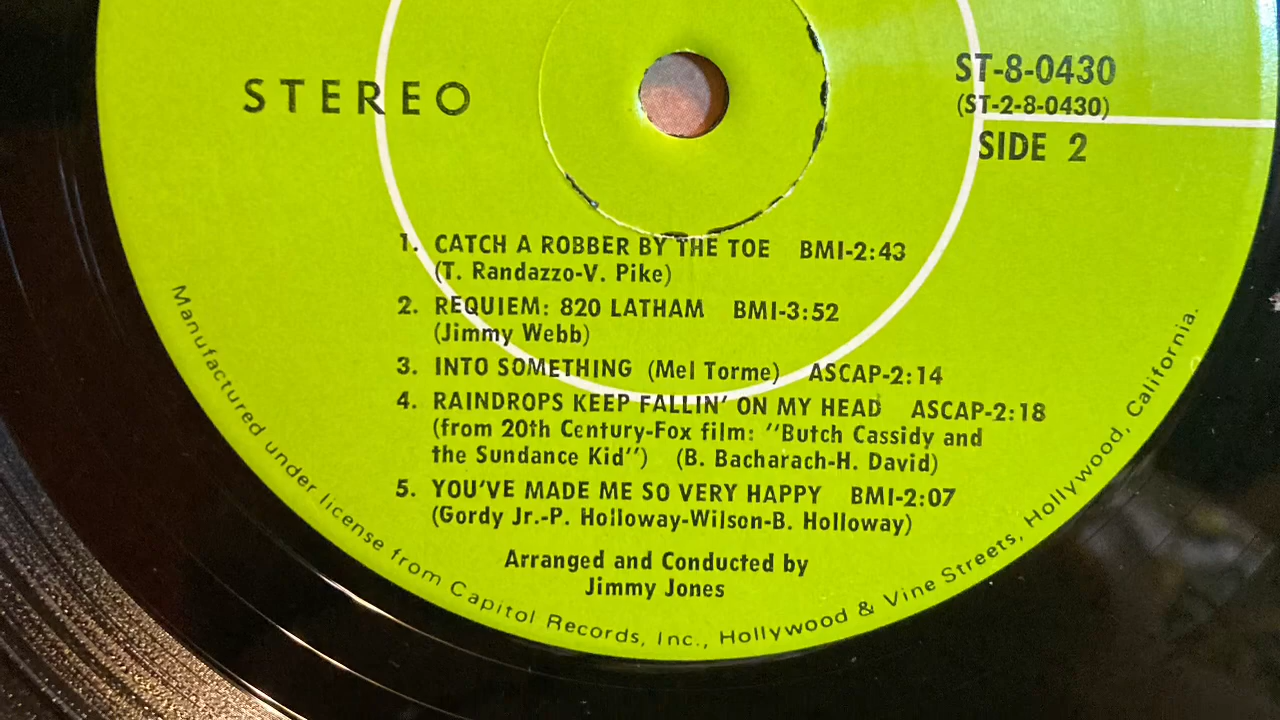 STEREO
ST-8-0430
(ST-2-8-0430)
SIDE 2
1. CATCH A ROBBER BY THE TOE BMI-2:43
(T. Randazzo-V. Pike)
2. REQUIEM: 820 LATHAM BMI-3:52
(Jimmy Webb)
3. INTO SOMETHING (Mel Torme) ASCAP-2:14
4. RAINDROPS KEEP FALLIN' ON MY HEAD ASCAP-2:18
(from 20th Century-Fox film: "Butch Cassidy and
the Sundance Kid") (B. Bacharach-H. David)
5. YOU'VE MADE ME SO VERY HAPPY BMI-2:07
(Gordy Jr.-P. Holloway-Wilson-B. Holloway)
Arranged and Conducted by
Jimmy Jones
Manufactured under license from Capitol Records, Inc., Hollywood & Vine Streets, Hollywood, California.